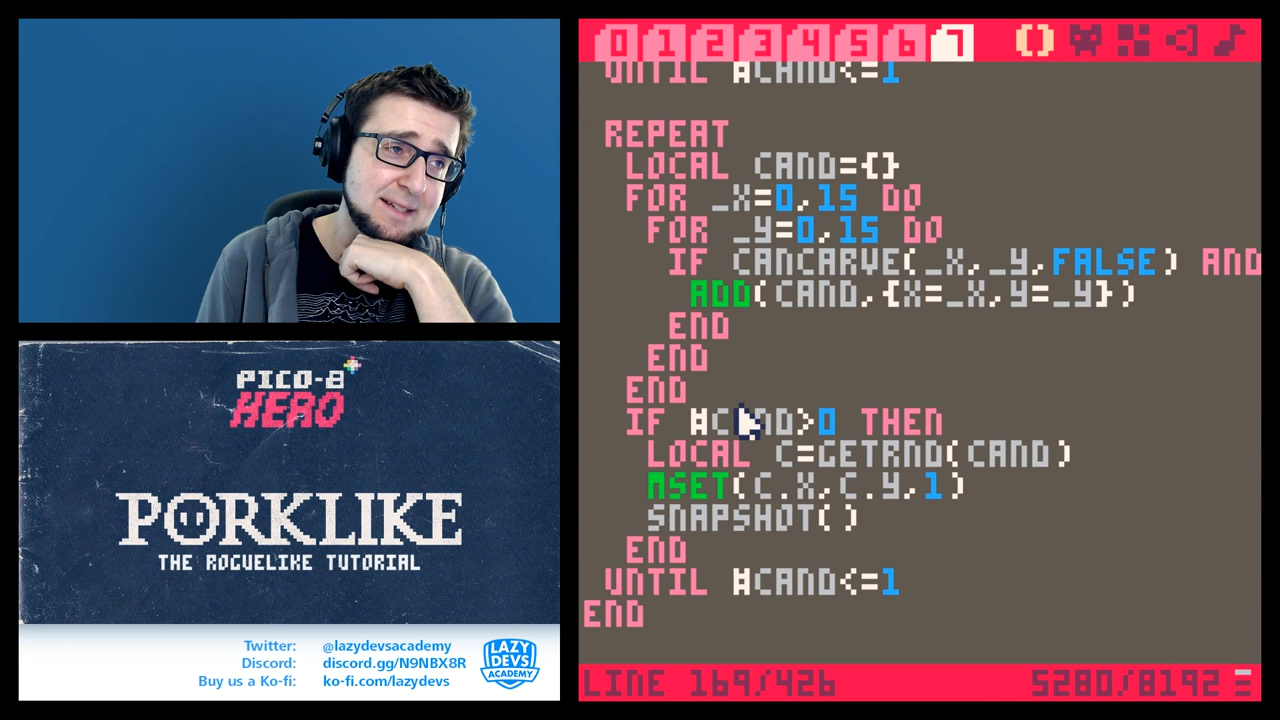 PICO-8
HERO
PORKLIKE
THE ROGUELIKE TUTORIAL
Twitter: @lazydevsacademy
Discord: discord.gg/N9NBX8R
Buy us a Ko-fi: ko-fi.com/lazydevs
LAZY
DEVS
ACADEMY
0 1 2 3 4 5 6 7 ()
UNTIL #CAND<=1
REPEAT
LOCAL CAND={}
FOR _X=0,15 DO
FOR _Y=0,15 DO
IF CANCARVE(_X,_Y,FALSE) AND
ADD(CAND,{X=_X,Y=_Y})
END
END
END
IF #CAND>0 THEN
LOCAL C=GETRND(CAND)
MSET(C.X,C.Y,1)
SNAPSHOT()
END
UNTIL #CAND<=1
END
LINE 169/426 5280/8192